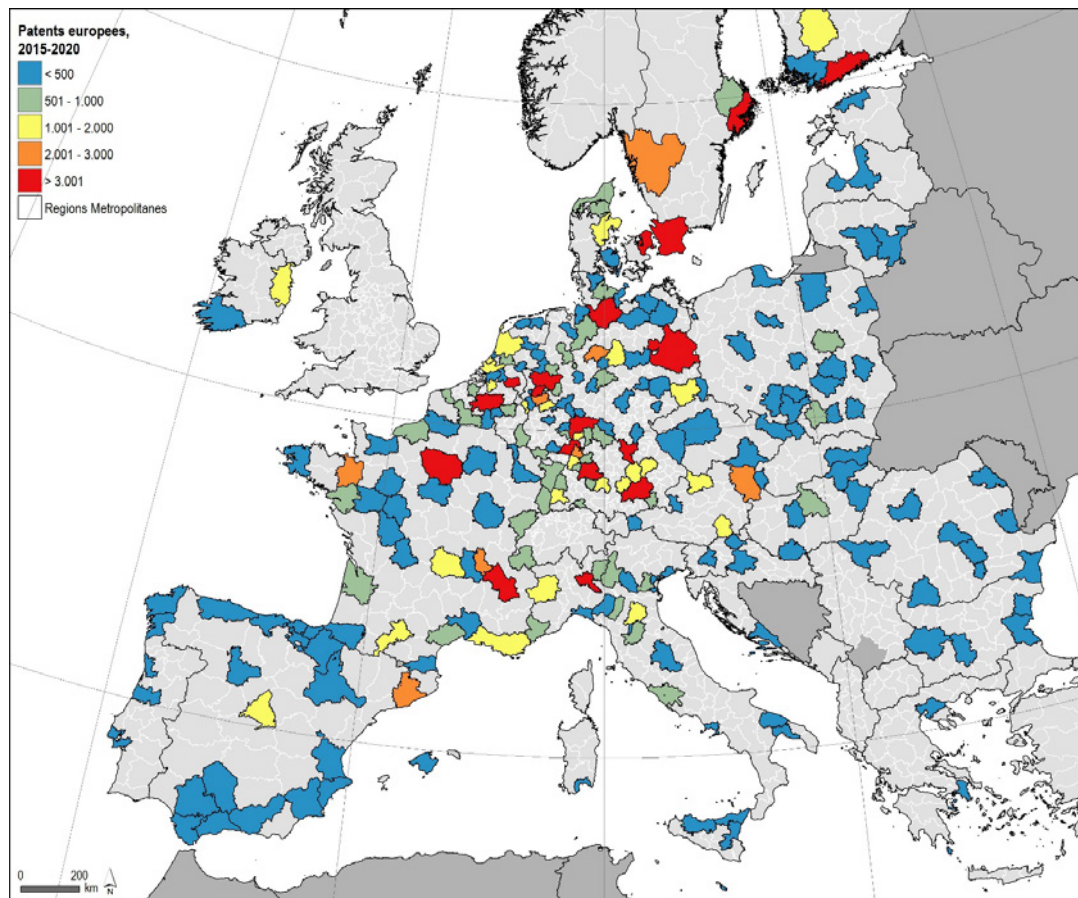 Patents europees,
2015-2020
< 500
501 - 1.000
1.001 - 2.000
2.001 - 3.000
> 3.001
Regions Metropolitanes
0 200
km
N